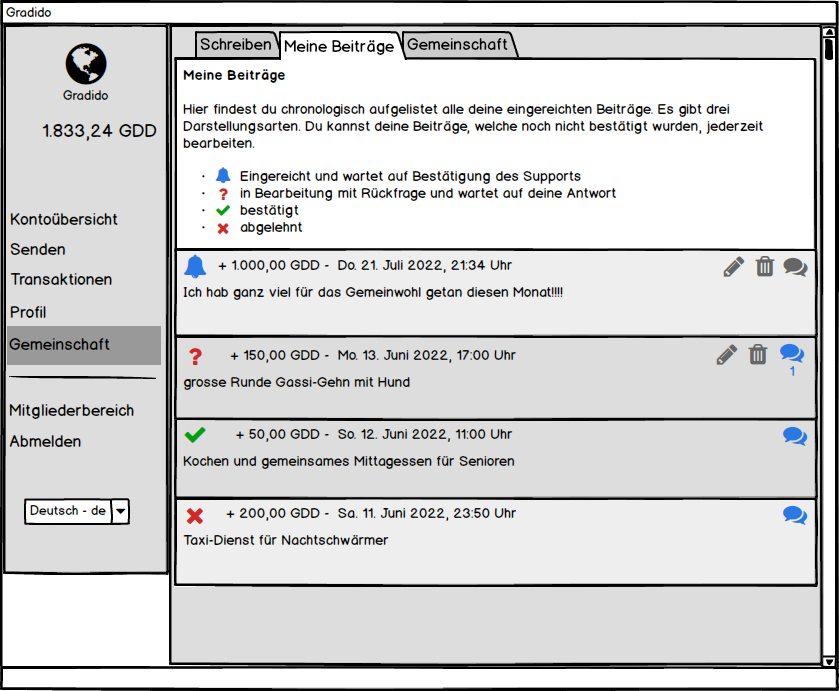 Gradido
Gradido
1.833,24 GDD
Kontoübersicht
Senden
Transaktionen
Profil
Gemeinschaft
Mitgliederbereich
Abmelden
Deutsch - de
Schreiben
Meine Beiträge
Gemeinschaft
Meine Beiträge
Hier findest du chronologisch aufgelistet alle deine eingereichten Beiträge. Es gibt drei
Darstellungsarten. Du kannst deine Beiträge, welche noch nicht bestätigt wurden, jederzeit
bearbeiten.
· Eingereicht und wartet auf Bestätigung des Supports
· ? in Bearbeitung mit Rückfrage und wartet auf deine Antwort
· bestätigt
· abgelehnt
+ 1.000,00 GDD - Do. 21. Juli 2022, 21:34 Uhr
Ich hab ganz viel für das Gemeinwohl getan diesen Monat!!!!
? + 150,00 GDD - Mo. 13. Juni 2022, 17:00 Uhr
1
grosse Runde Gassi-Gehn mit Hund
+ 50,00 GDD - So. 12. Juni 2022, 11:00 Uhr
Kochen und gemeinsames Mittagessen für Senioren
+ 200,00 GDD - Sa. 11. Juni 2022, 23:50 Uhr
Taxi-Dienst für Nachtschwärmer